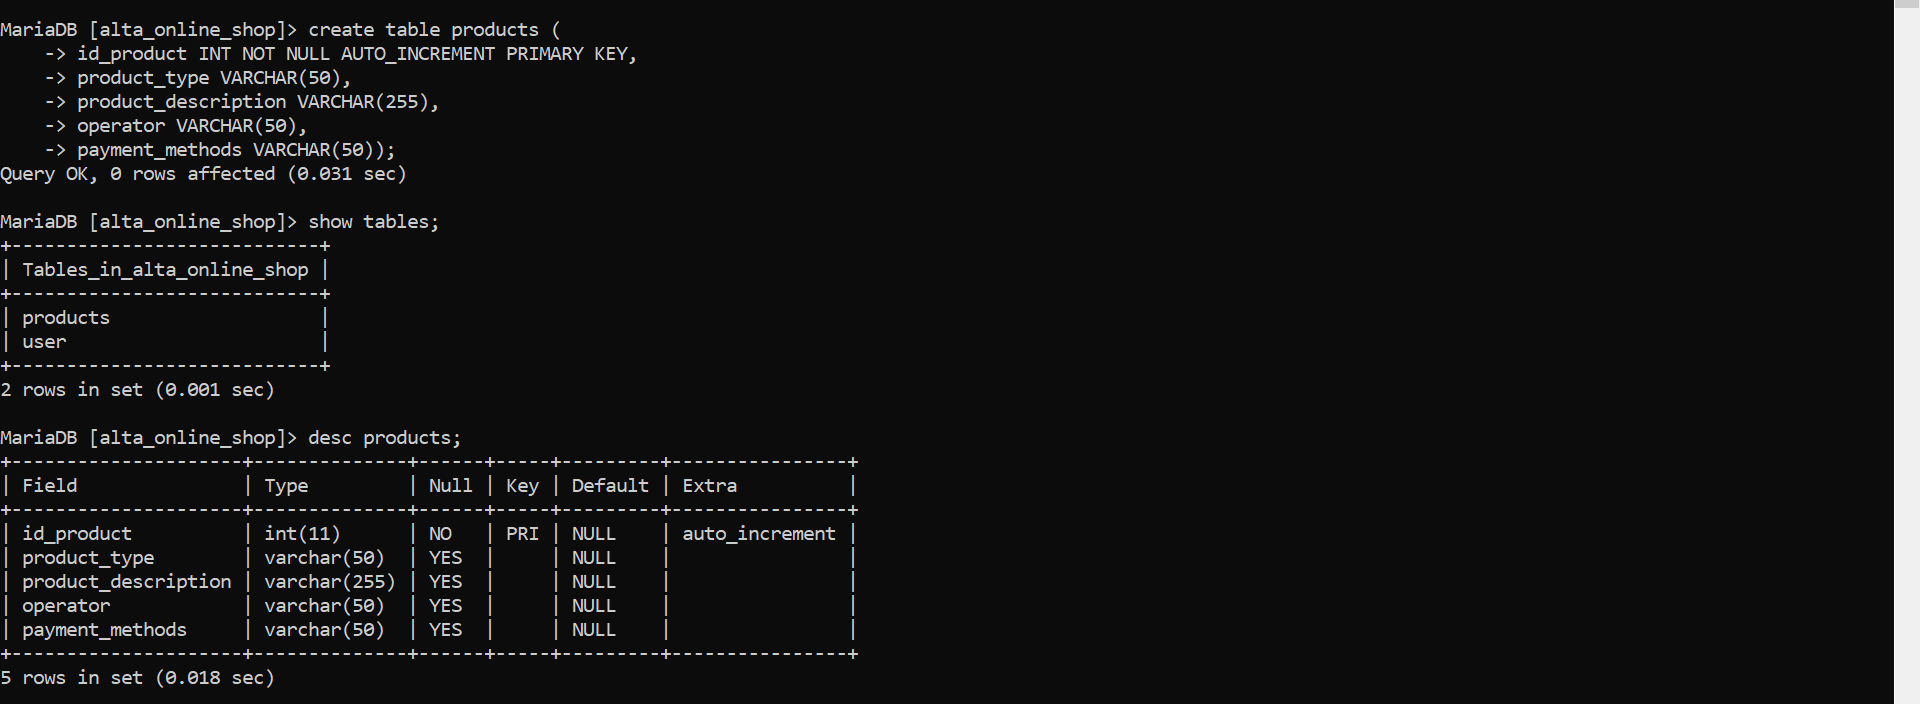 MariaDB [alta_online_shop]> create table products (
    -> id_product INT NOT NULL AUTO_INCREMENT PRIMARY KEY,
    -> product_type VARCHAR(50),
    -> product_description VARCHAR(255),
    -> operator VARCHAR(50),
    -> payment_methods VARCHAR(50));
Query OK, 0 rows affected (0.031 sec)

MariaDB [alta_online_shop]> show tables;
+----------------------------+
| Tables_in_alta_online_shop |
+----------------------------+
| products                   |
| user                       |
+----------------------------+
2 rows in set (0.001 sec)

MariaDB [alta_online_shop]> desc products;
+---------------------+--------------+------+-----+---------+----------------+
| Field               | Type         | Null | Key | Default | Extra          |
+---------------------+--------------+------+-----+---------+----------------+
| id_product          | int(11)      | NO   | PRI | NULL    | auto_increment |
| product_type        | varchar(50)  | YES  |     | NULL    |                |
| product_description | varchar(255) | YES  |     | NULL    |                |
| operator            | varchar(50)  | YES  |     | NULL    |                |
| payment_methods     | varchar(50)  | YES  |     | NULL    |                |
+---------------------+--------------+------+-----+---------+----------------+
5 rows in set (0.018 sec)